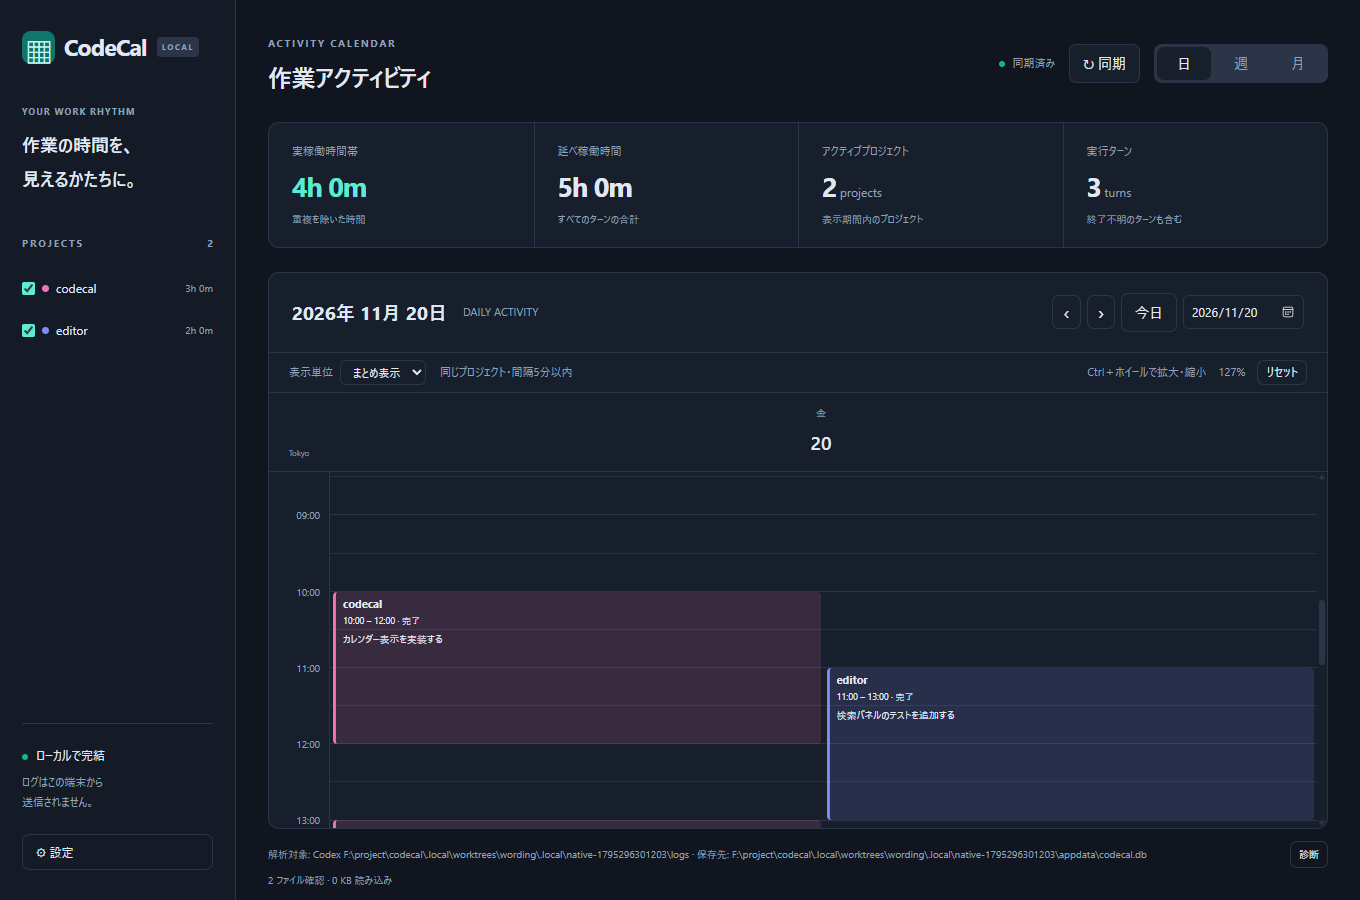 CodeCal LOCAL
YOUR WORK RHYTHM
作業の時間を、
見えるかたちに。
PROJECTS 2
codecal 3h 0m
editor 2h 0m
ローカルで完結
ログはこの端末から
送信されません。
⚙ 設定
ACTIVITY CALENDAR
作業アクティビティ
同期済み
↻ 同期
日 週 月
実稼働時間帯
4h 0m
重複を除いた時間
延べ稼働時間
5h 0m
すべてのターンの合計
アクティブプロジェクト
2 projects
表示期間内のプロジェクト
実行ターン
3 turns
終了不明のターンも含む
2026年 11月 20日 DAILY ACTIVITY
‹ › 今日 2026/11/20
表示単位 まとめ表示 同じプロジェクト・間隔5分以内
Ctrl＋ホイールで拡大・縮小 127% リセット
金
20
Tokyo
09:00
10:00
codecal
10:00 – 12:00 · 完了
カレンダー表示を実装する
11:00
editor
11:00 – 13:00 · 完了
検索パネルのテストを追加する
12:00
13:00
解析対象: Codex F:\project\codecal\.local\worktrees\wording\.local\native-1795296301203\logs · 保存先: F:\project\codecal\.local\worktrees\wording\.local\native-1795296301203\appdata\codecal.db
診断
2 ファイル確認 · 0 KB 読み込み